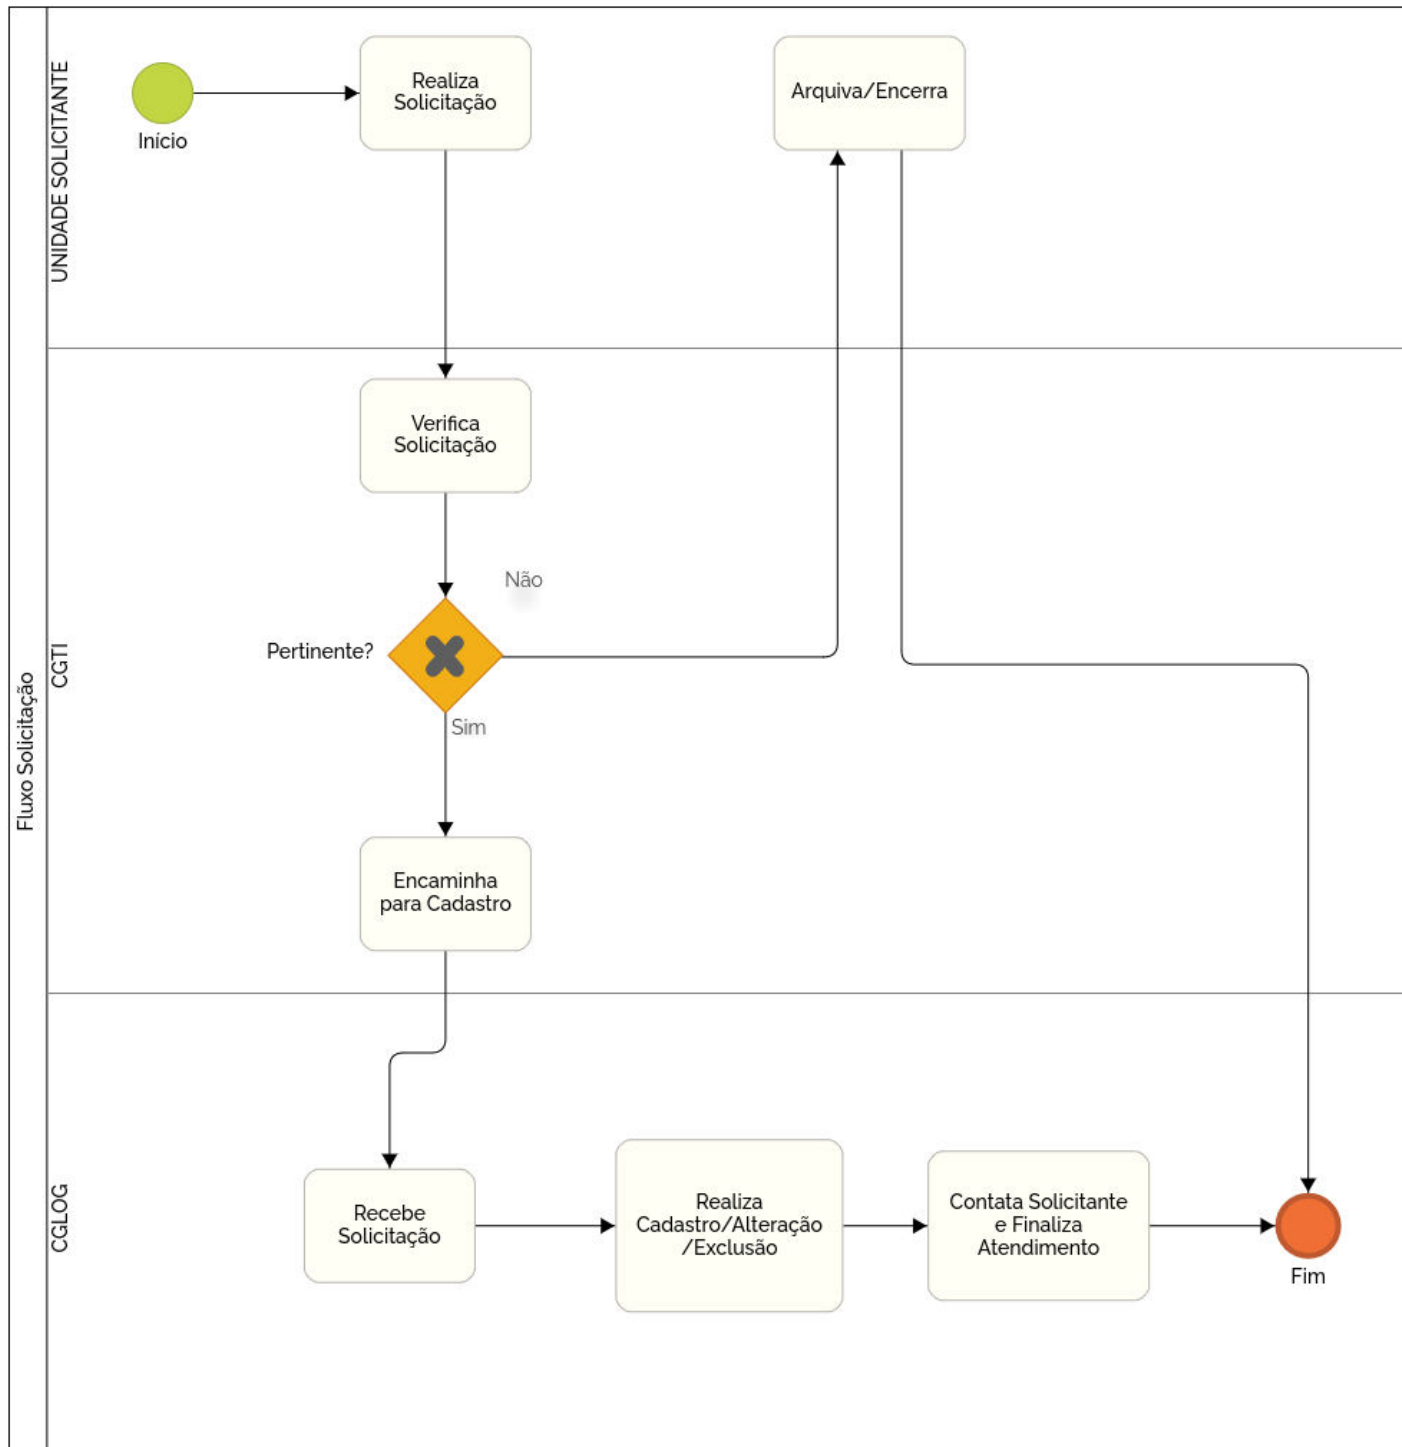 Fluxo Solicitação
UNIDADE SOLICITANTE
Início
Realiza
Solicitação
Arquiva/Encerra
CGTI
Verifica
Solicitação
Não
Pertinente?
Sim
Encaminha
para Cadastro
CGLOG
Recebe
Solicitação
Realiza
Cadastro/Alteração
/Exclusão
Contata Solicitante
e Finaliza
Atendimento
Fim